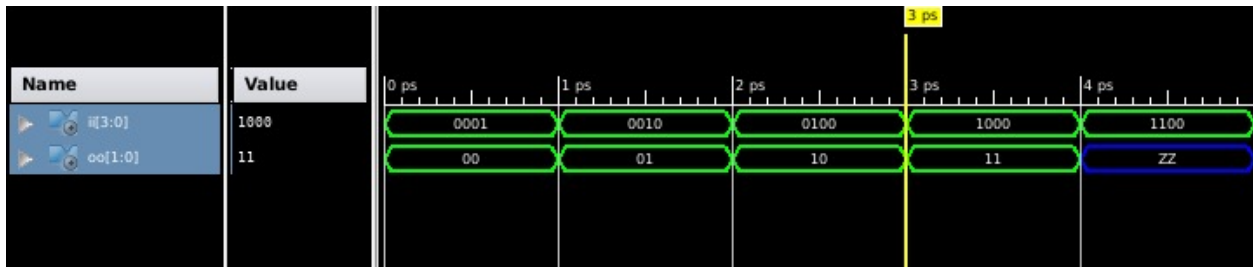 3 ps
Name
Value
0 ps
1 ps
2 ps
3 ps
4 ps
ii[3:0]
1000
0001
0010
0100
1000
1100
oo[1:0]
11
00
01
10
11
ZZ